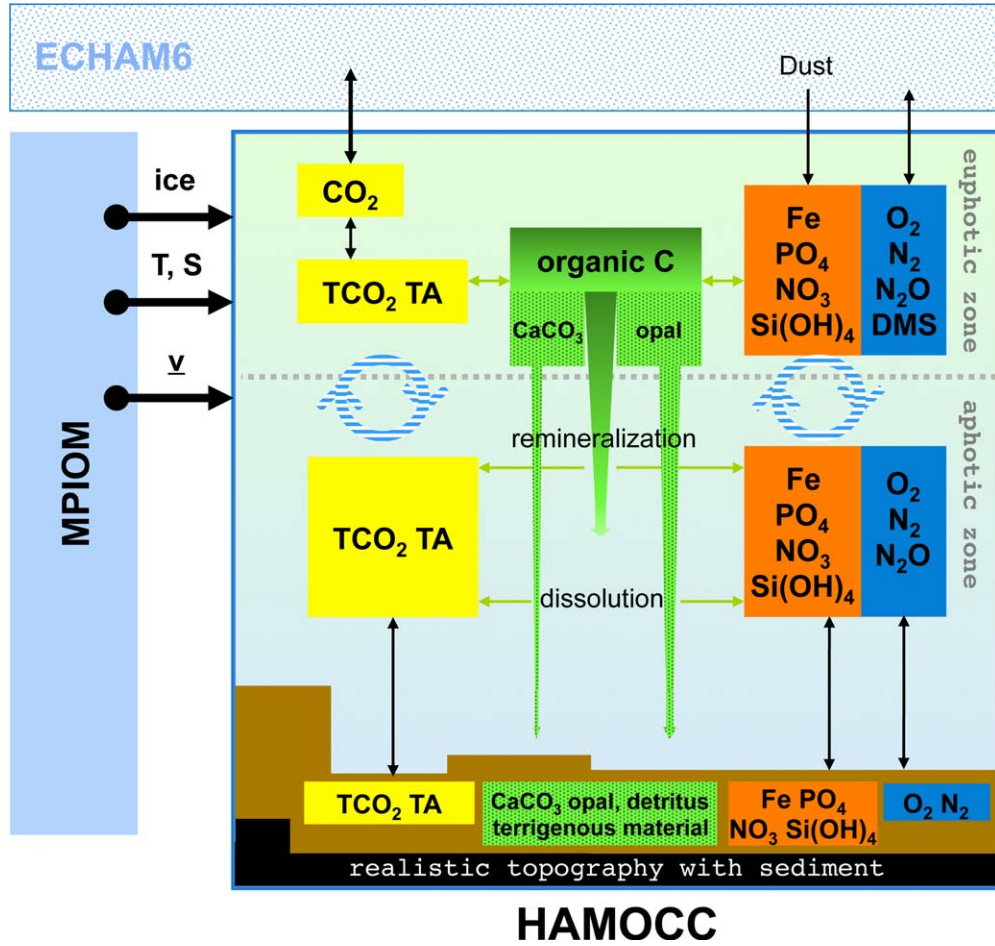 ECHAM6
Dust
ice
T, S
v
MPIOM
CO₂
TCO₂ TA
organic C
CaCO₃
opal
Fe
PO₄
NO₃
Si(OH)₄
O₂
N₂
N₂O
DMS
euphotic zone
remineralization
TCO₂ TA
dissolution
Fe
PO₄
NO₃
Si(OH)₄
O₂
N₂
N₂O
aphotic zone
TCO₂ TA
CaCO₃ opal, detritus
terrigenous material
Fe PO₄
NO₃ Si(OH)₄
O₂ N₂
realistic topography with sediment
HAMOCC